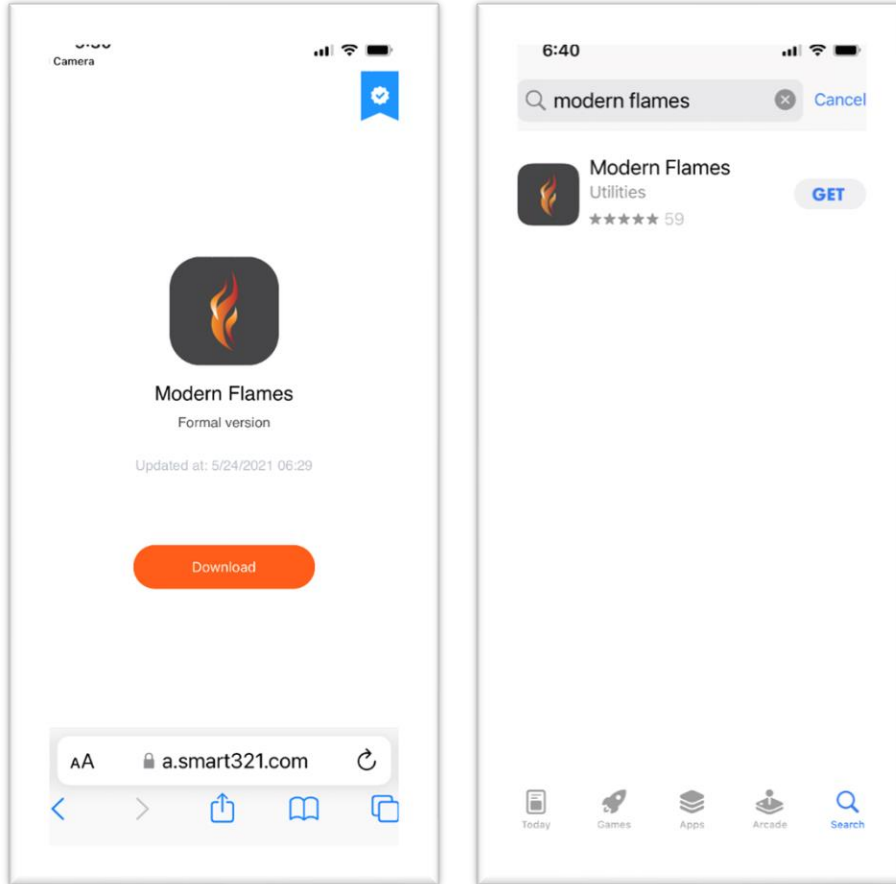 Camera
Modern Flames
Formal version
Updated at: 5/24/2021 06:29
Download
AA a.smart321.com
6:40
modern flames Cancel
Modern Flames
Utilities
GET
★★★★★ 59
Today Games Apps Arcade Search